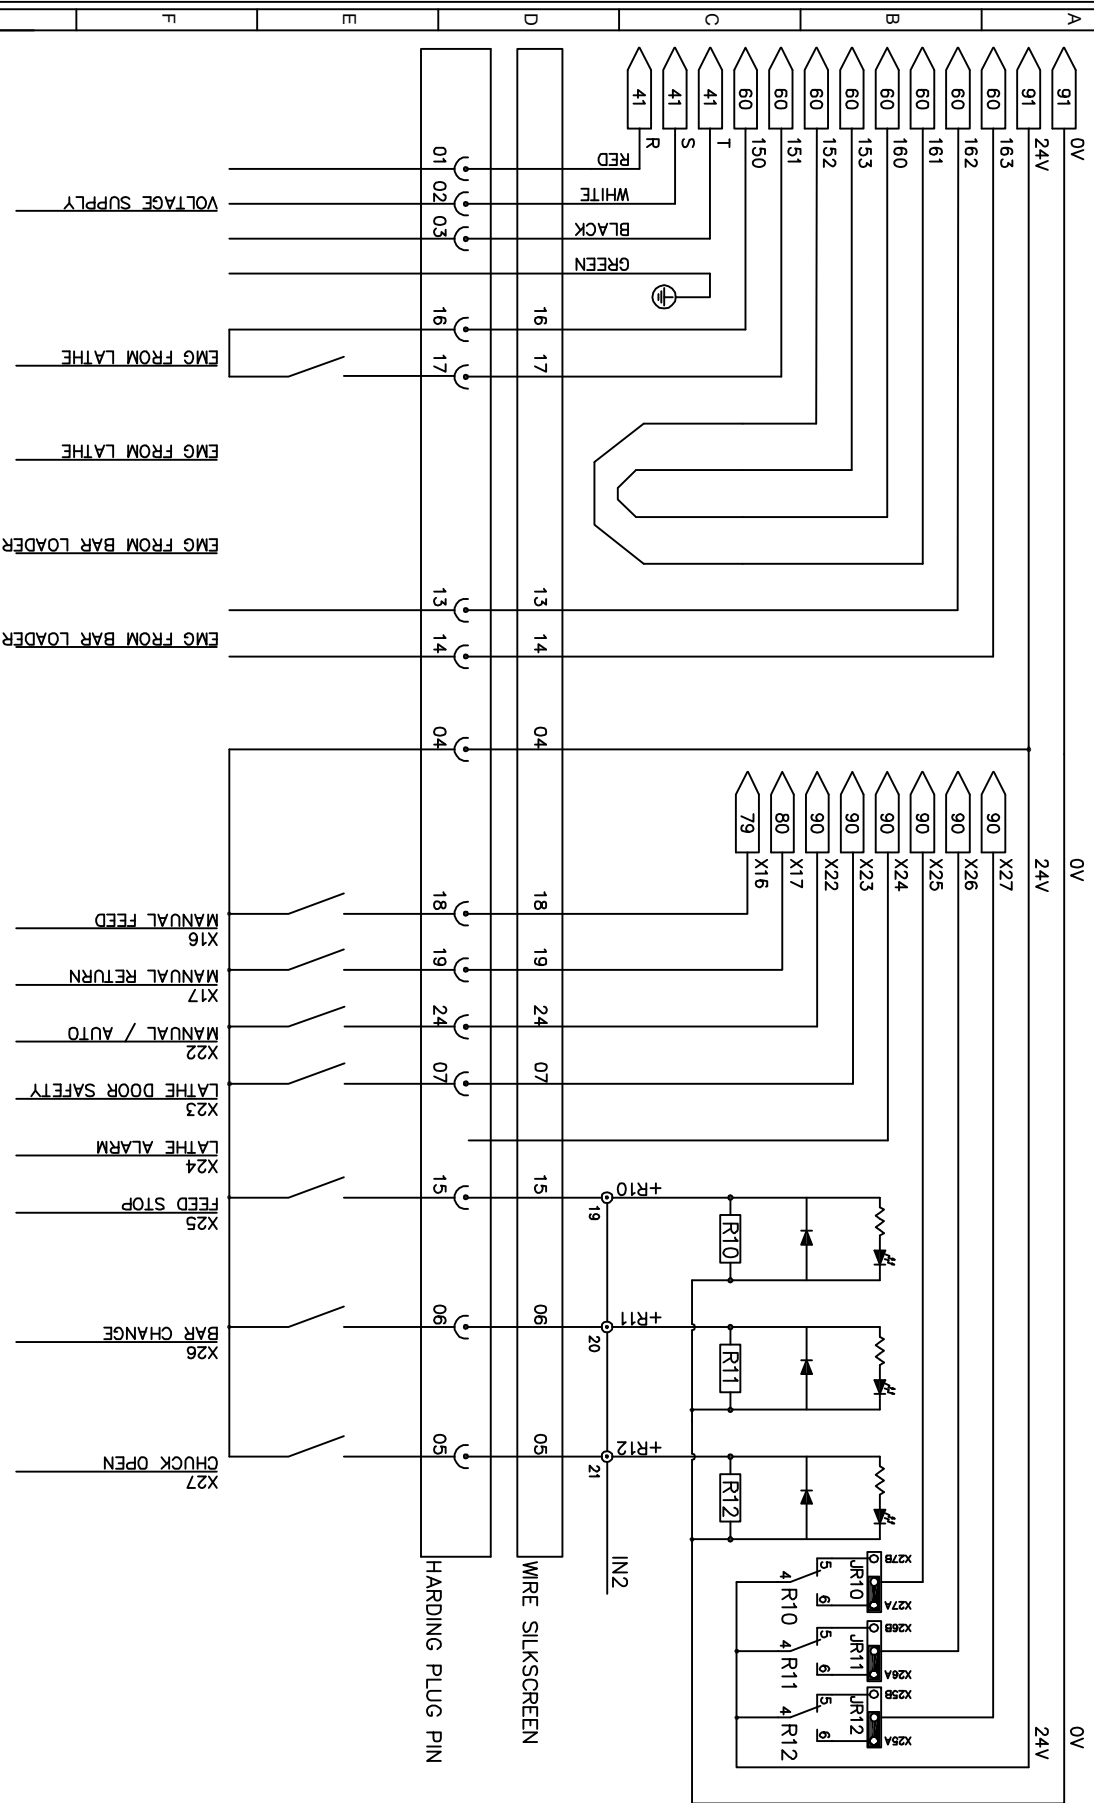 F
E
D
C
B
A
41
41
41
60
60
60
60
60
60
60
60
91
91
R
S
T
150
151
152
153
160
161
162
163
24V
0V
RED
WHITE
BLACK
GREEN
01
02
03
16
17
13
14
04
16
17
13
14
04
VOLTAGE SUPPLY
EMG FROM LATHE
EMG FROM LATHE
EMG FROM BAR LOADER
EMG FROM BAR LOADER
79
80
90
90
90
90
90
90
X16
X17
X22
X23
X24
X25
X26
X27
24V
0V
18
18
MANUAL FEED
X16
19
19
MANUAL RETURN
X17
24
24
MANUAL / AUTO
X22
07
07
LATHE DOOR SAFETY
X23
LATHE ALARM
X24
15
15
19
+R10
R10
FEED STOP
X25
06
06
20
+R11
R11
BAR CHANGE
X26
05
05
21
+R12
R12
CHUCK OPEN
X27
HARDING PLUG PIN
WIRE SILKSCREEN
IN2
X27B
JR10
X27A
5
6
4
R10
X26B
JR11
X26A
5
6
4
R11
X25B
JR12
X25A
5
6
4
R12
24V
0V